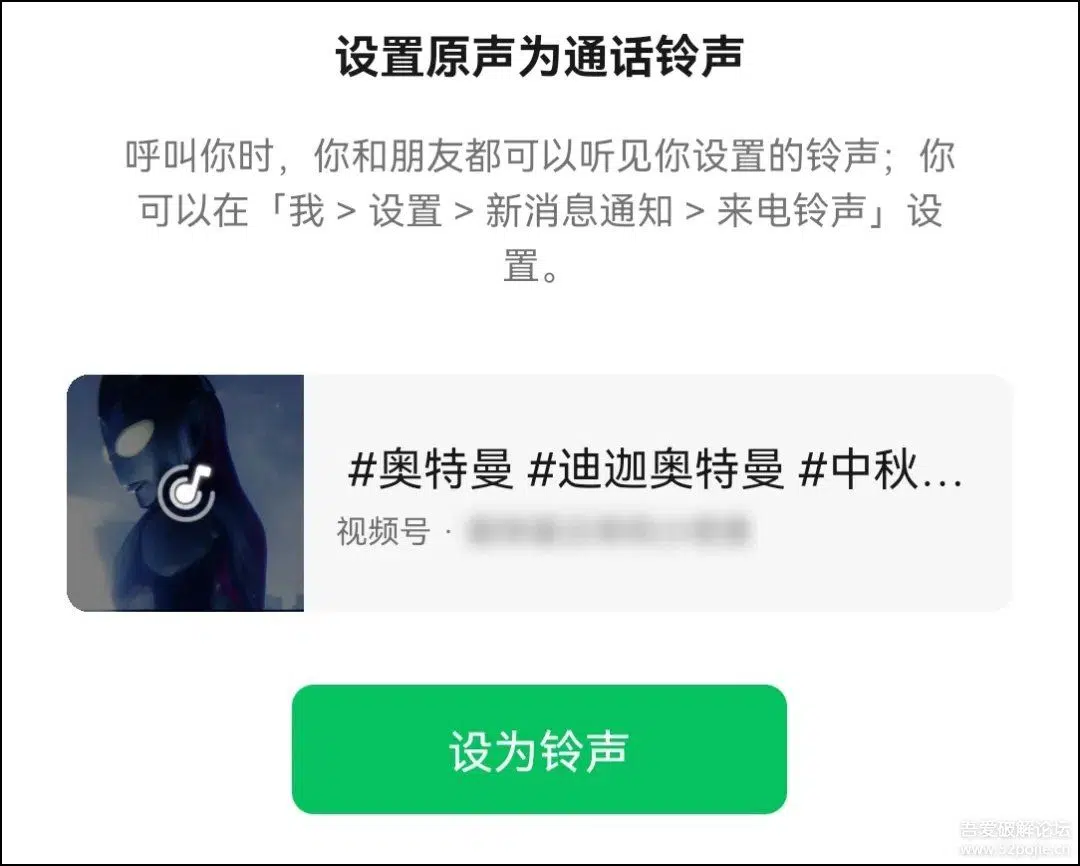 设置原声为通话铃声
呼叫你时，你和朋友都可以听见你设置的铃声；你
可以在「我 > 设置 > 新消息通知 > 来电铃声」设
置。
#奥特曼 #迪迦奥特曼 #中秋...
视频号 ·
设为铃声
吾爱破解论坛
www.52pojie.cn